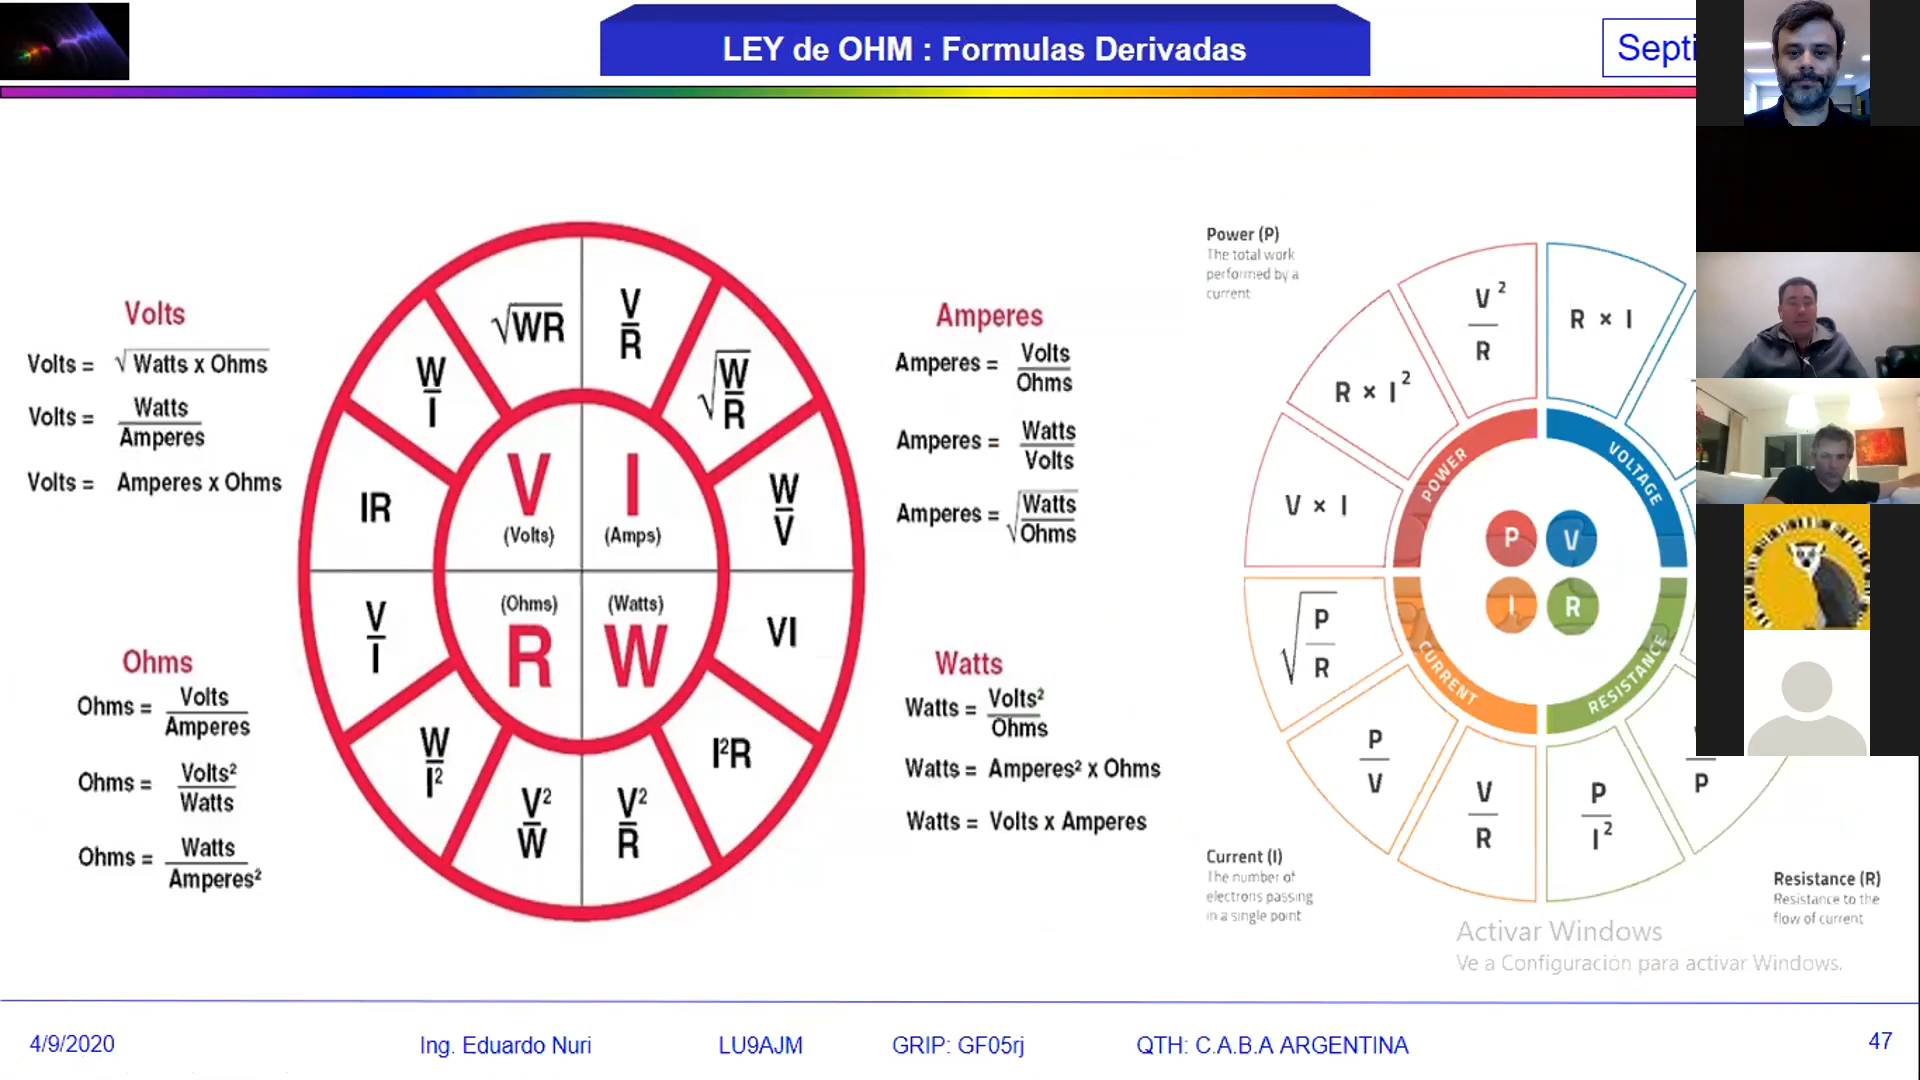 LEY de OHM : Formulas Derivadas
Septi
Volts
Volts = √ Watts x Ohms
Volts = Watts
Amperes
Volts = Amperes x Ohms
Ohms
Ohms = Volts
Amperes
Ohms = Volts²
Watts
Ohms = Watts
Amperes²
√WR
V
R
W
I
√W
R
IR
W
V
V
(Volts)
I
(Amps)
(Ohms)
R
(Watts)
W
V
I
VI
W
I²
I²R
V²
W
V²
R
Amperes
Amperes = Volts
Ohms
Amperes = Watts
Volts
Amperes = √Watts
Ohms
Watts
Watts = Volts²
Ohms
Watts = Amperes² x Ohms
Watts = Volts x Amperes
Power (P)
The total work
performed by a
current
V²
R
R × I
R × I²
V × I
POWER
VOLTAGE
P
V
I
R
CURRENT
RESISTANCE
√P
R
P
V
V
R
P
I²
P
Current (I)
The number of
electrons passing
in a single point
Resistance (R)
Resistance to the
flow of current
Activar Windows
Ve a Configuración para activar Windows.
4/9/2020
Ing. Eduardo Nuri
LU9AJM
GRIP: GF05rj
QTH: C.A.B.A ARGENTINA
47